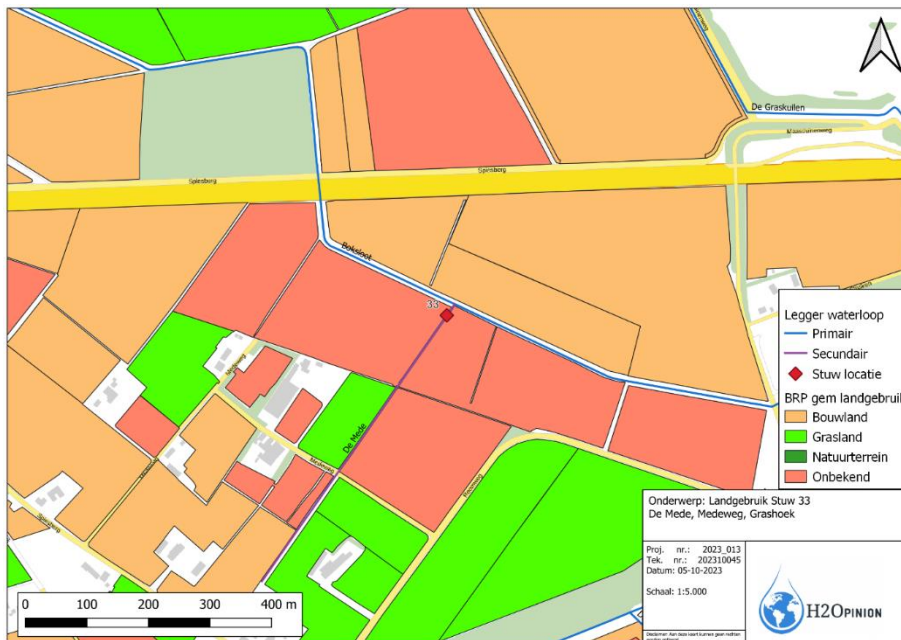 De Graskuilen
Spinsberg
Spinsberg
Boksloot
33
De Mede
Medeweg
Spinsberg
Legger waterloop
Primair
Secundair
Stuw locatie
BRP gem landgebruik
Bouwland
Grasland
Natuurterrein
Onbekend
Onderwerp: Landgebruik Stuw 33
De Mede, Medeweg, Grashoek
Proj. nr.: 2023_013
Tek. nr.: 202310045
Datum: 05-10-2023
Schaal: 1:5.000
H2OPINION
0 100 200 300 400 m